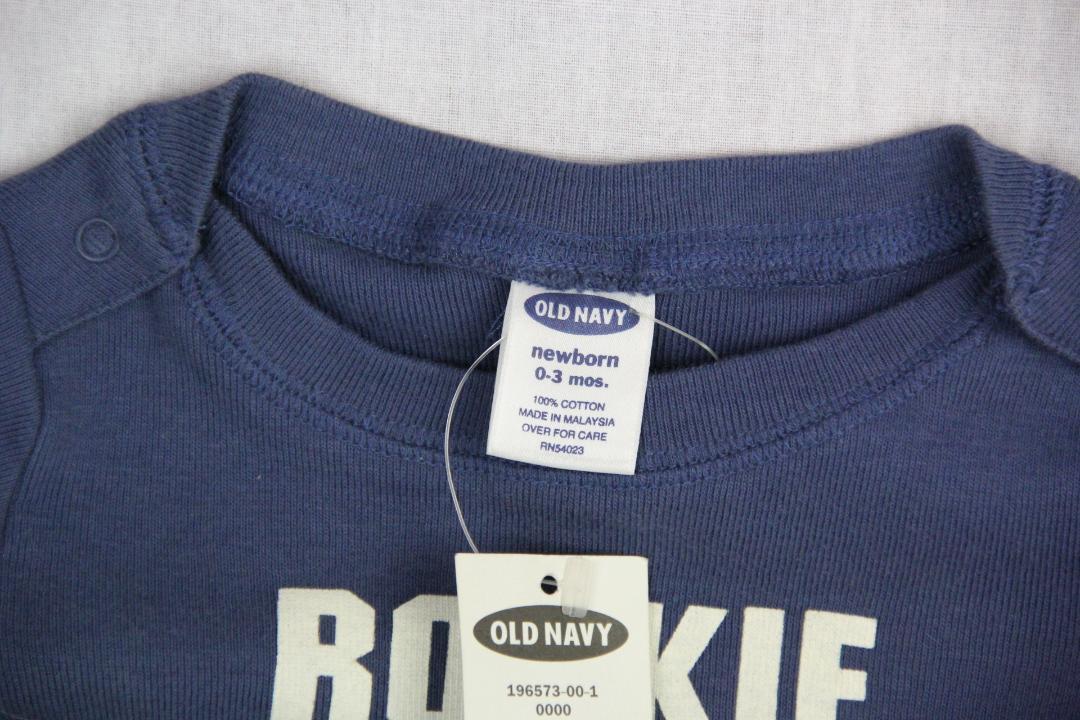 OLD NAVY
newborn
0-3 mos.
100% COTTON
MADE IN MALAYSIA
OVER FOR CARE
RN54023
OLD NAVY
196573-00-1
0000